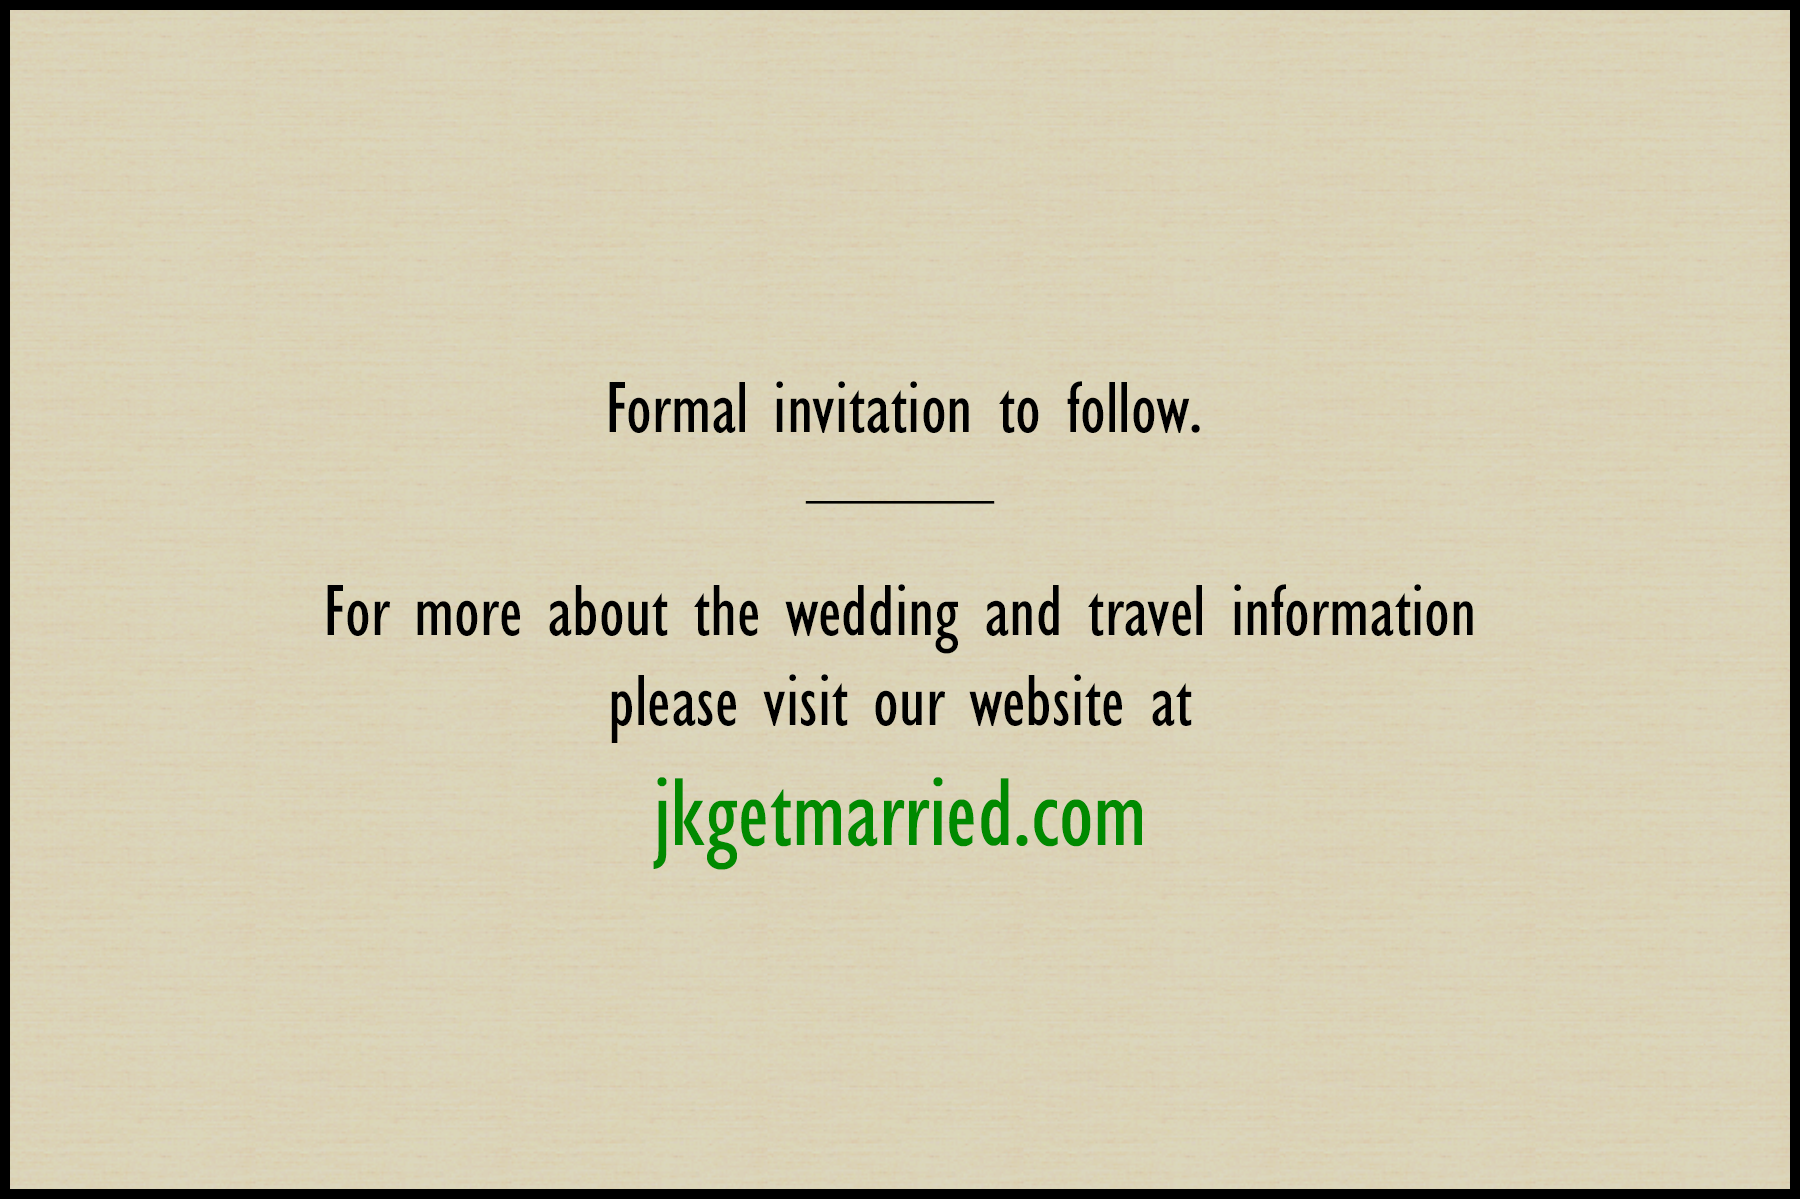 Formal invitation to follow.
For more about the wedding and travel information
please visit our website at
jkgetmarried.com